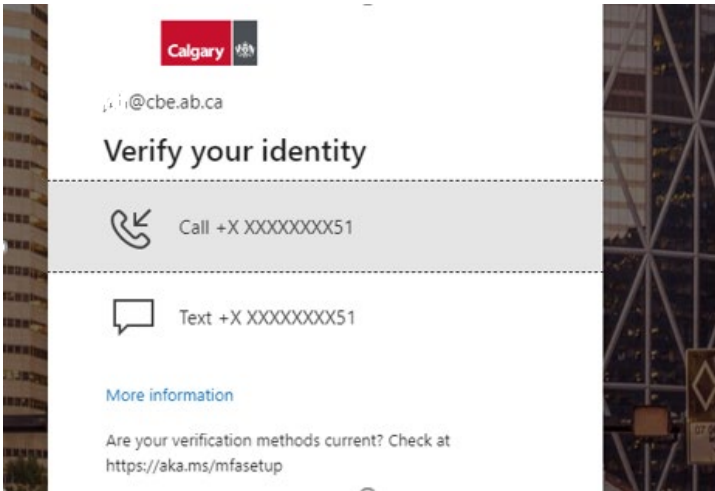 Calgary
@cbe.ab.ca
Verify your identity
Call +X XXXXXXXX51
Text +X XXXXXXXX51
More information
Are your verification methods current? Check at
https://aka.ms/mfasetup